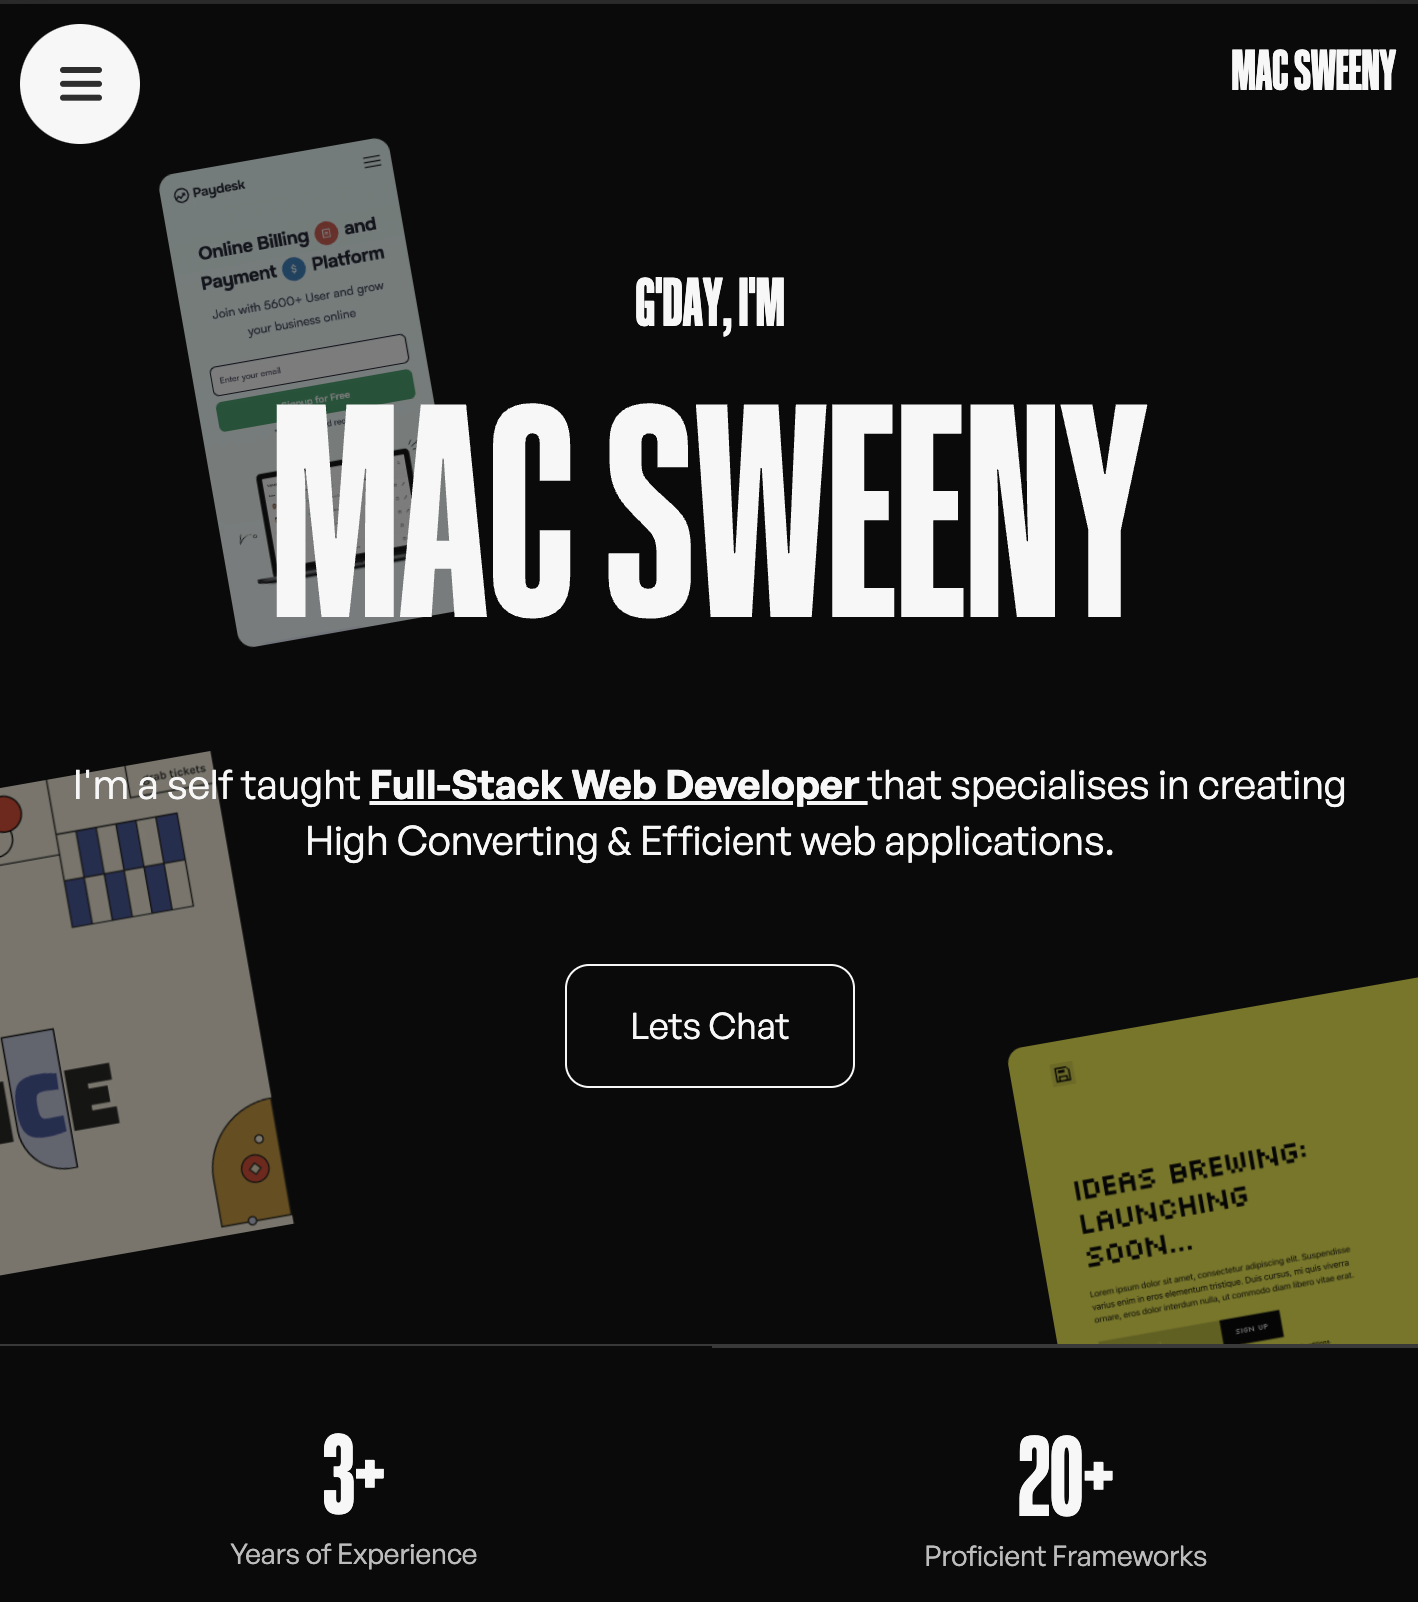 MAC SWEENY
Paydesk
Online Billing and
Payment $ Platform
Join with 5600+ User and grow
your business online
Enter your email
Signup for Free
G'DAY, I'M
MAC SWEENY
I'm a self taught Full-Stack Web Developer that specialises in creating
High Converting & Efficient web applications.
tickets
CE
Lets Chat
IDEAS BREWING:
LAUNCHING
SOON...
Lorem ipsum dolor sit amet, consectetur adipiscing elit. Suspendisse
varius enim in eros elementum tristique. Duis cursus, mi quis viverra
ornare, eros dolor interdum nulla, ut commodo diam libero vitae erat.
SIGN UP
3+
Years of Experience
20+
Proficient Frameworks